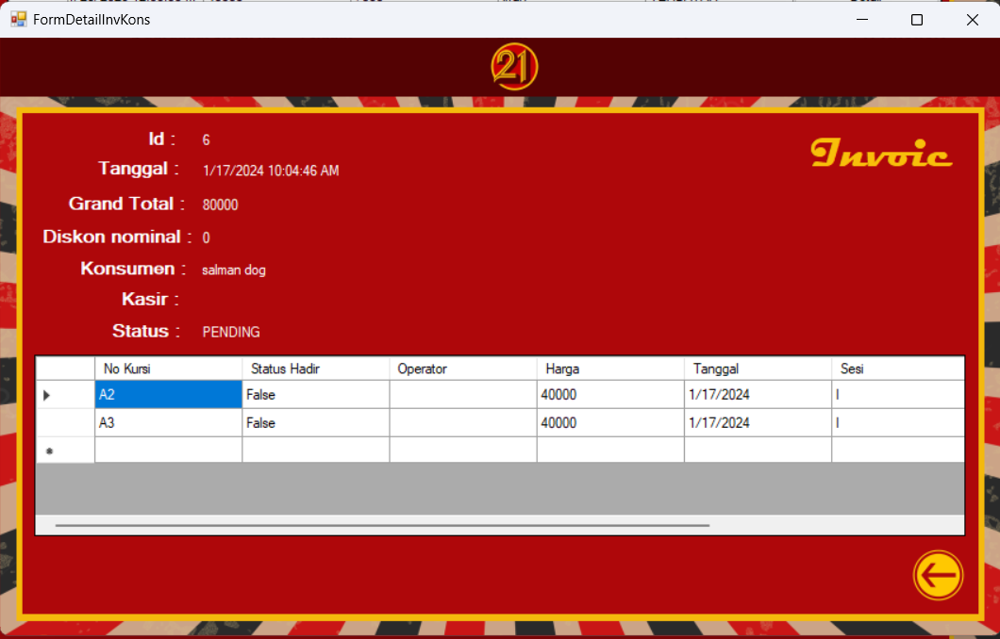 FormDetailInvKons
21
Invoic
Id : 6
Tanggal : 1/17/2024 10:04:46 AM
Grand Total : 80000
Diskon nominal : 0
Konsumen : salman dog
Kasir :
Status : PENDING
No Kursi Status Hadir Operator Harga Tanggal Sesi
A2 False 40000 1/17/2024 I
A3 False 40000 1/17/2024 I